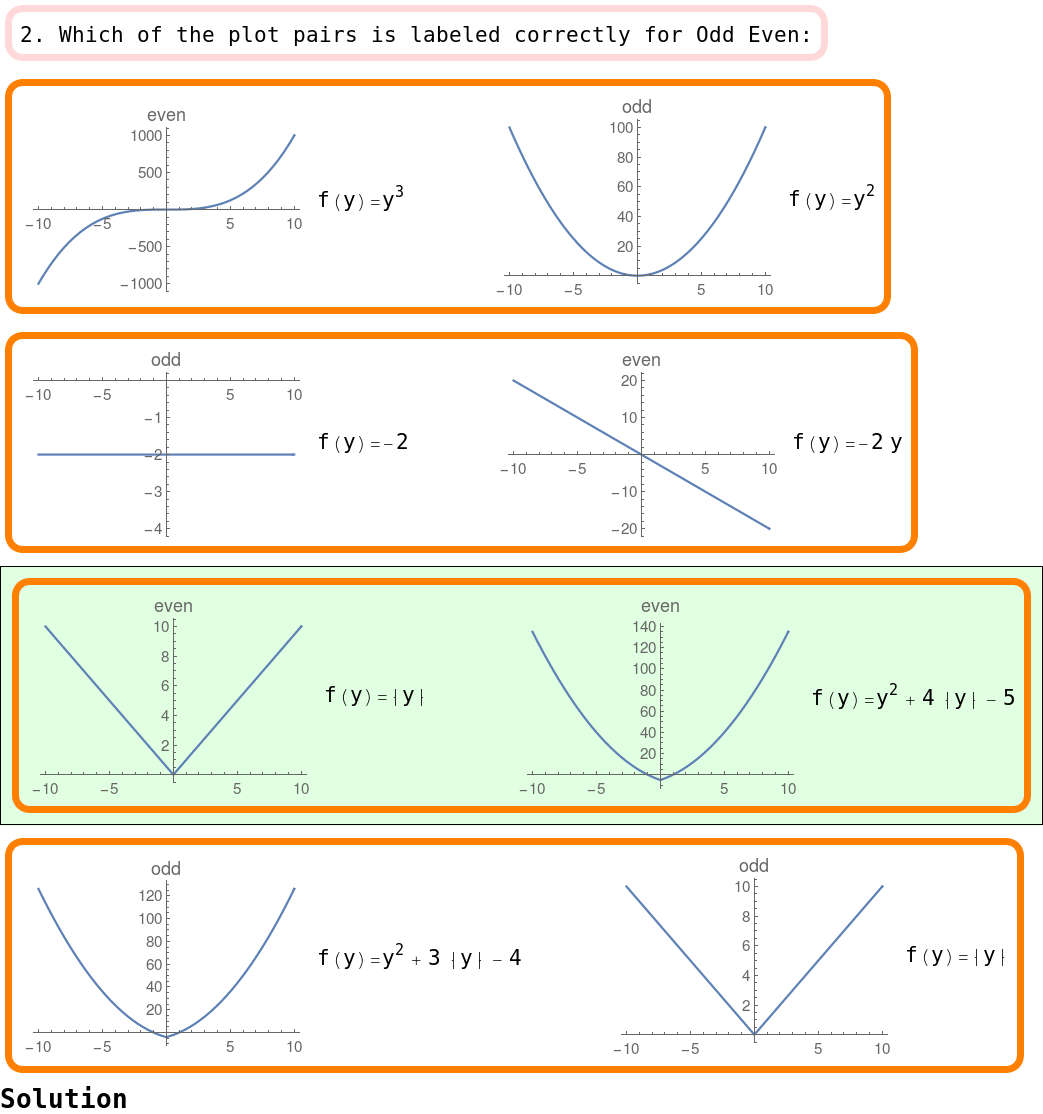 2. Which of the plot pairs is labeled correctly for Odd Even:
even
1000
500
-10 -5 5 10
-500
-1000
f(y)=y^3
odd
100
80
60
40
20
-10 -5 5 10
f(y)=y^2
odd
-10 -5 5 10
-1
-2
-3
-4
f(y)=-2
even
20
10
-10 -5 5 10
-10
-20
f(y)=-2 y
even
10
8
6
4
2
-10 -5 5 10
f(y)=|y|
even
140
120
100
80
60
40
20
-10 -5 5 10
f(y)=y^2 + 4 |y| - 5
odd
120
100
80
60
40
20
-10 -5 5 10
f(y)=y^2 + 3 |y| - 4
odd
10
8
6
4
2
-10 -5 5 10
f(y)=|y|
Solution